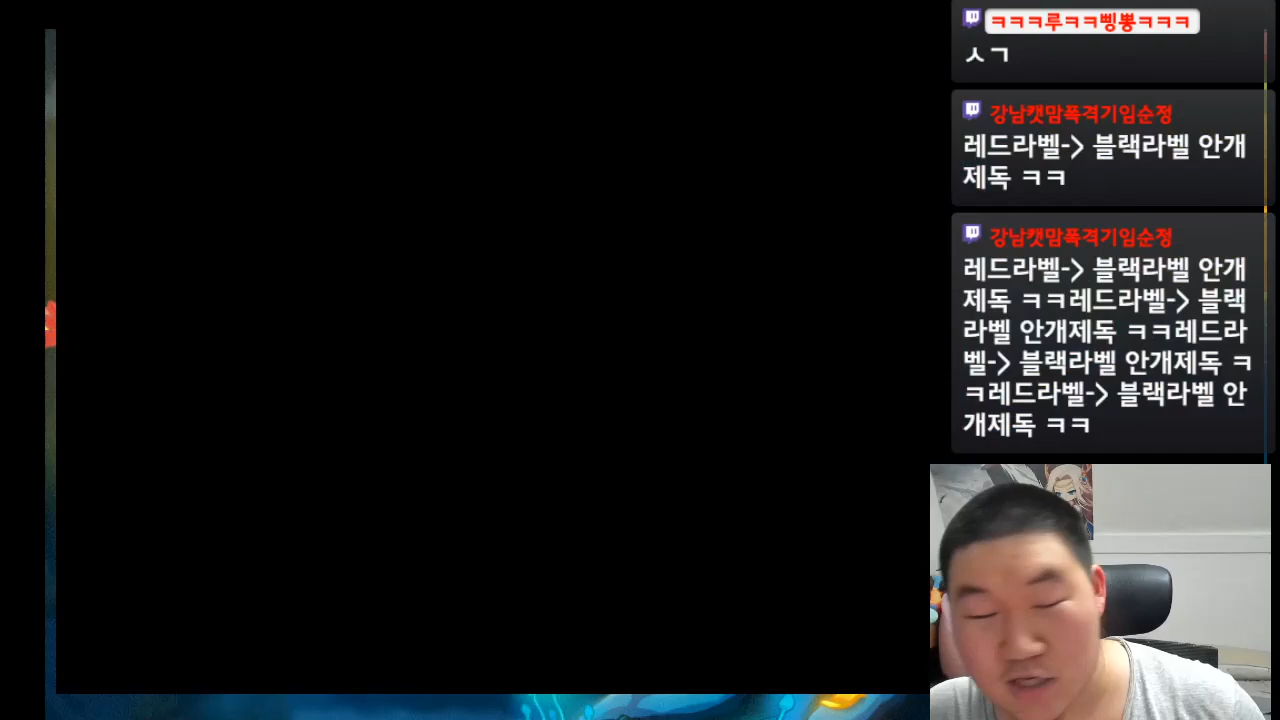 ㅋㅋㅋ루ㅋㅋ삥뽕ㅋㅋㅋ
ㅅㄱ
강남캣맘폭격기임순정
레드라벨-> 블랙라벨 안개
제독 ㅋㅋ
강남캣맘폭격기임순정
레드라벨-> 블랙라벨 안개
제독 ㅋㅋ레드라벨-> 블랙
라벨 안개제독 ㅋㅋ레드라
벨-> 블랙라벨 안개제독 ㅋ
ㅋ레드라벨-> 블랙라벨 안
개제독 ㅋㅋ